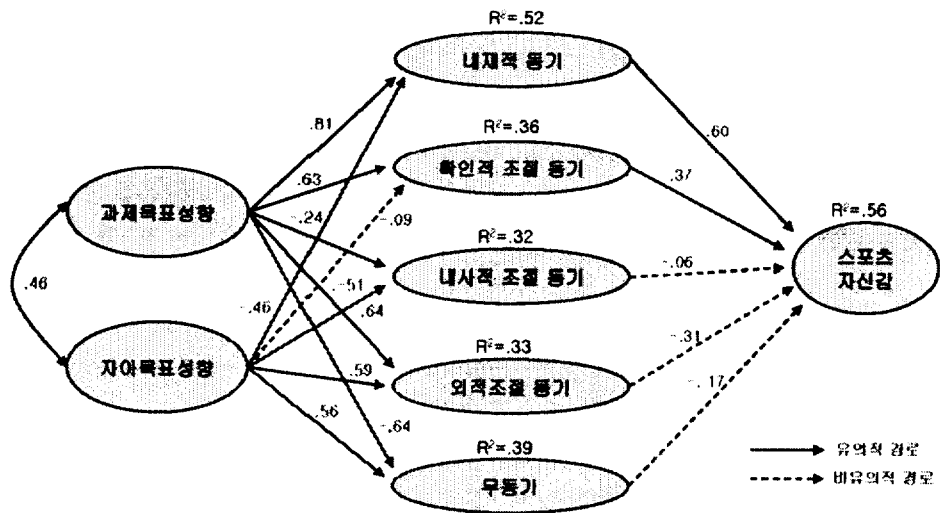 R²=.52
내재적 동기
.81
.60
R²=.36
확인적 조절 동기
.63
.37
과제목표성향
-.24
-.09
R²=.56
스포츠
자신감
R²=.32
내사적 조절 동기
-.06
.46
-.51
-.46
.64
R²=.33
-.31
자아목표성향
외적조절 동기
.59
-.17
.56
-.64
R²=.39
무동기
유의적 경로
비유의적 경로